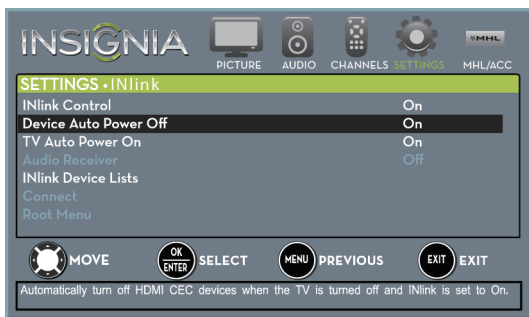 INSIGNIA
PICTURE AUDIO CHANNELS SETTINGS MHL/ACC
MHL
SETTINGS •INlink
INlink Control On
Device Auto Power Off On
TV Auto Power On On
Audio Receiver Off
INlink Device Lists
Connect
Root Menu
MOVE OK ENTER SELECT MENU PREVIOUS EXIT EXIT
Automatically turn off HDMI CEC devices when the TV is turned off and INlink is set to On.